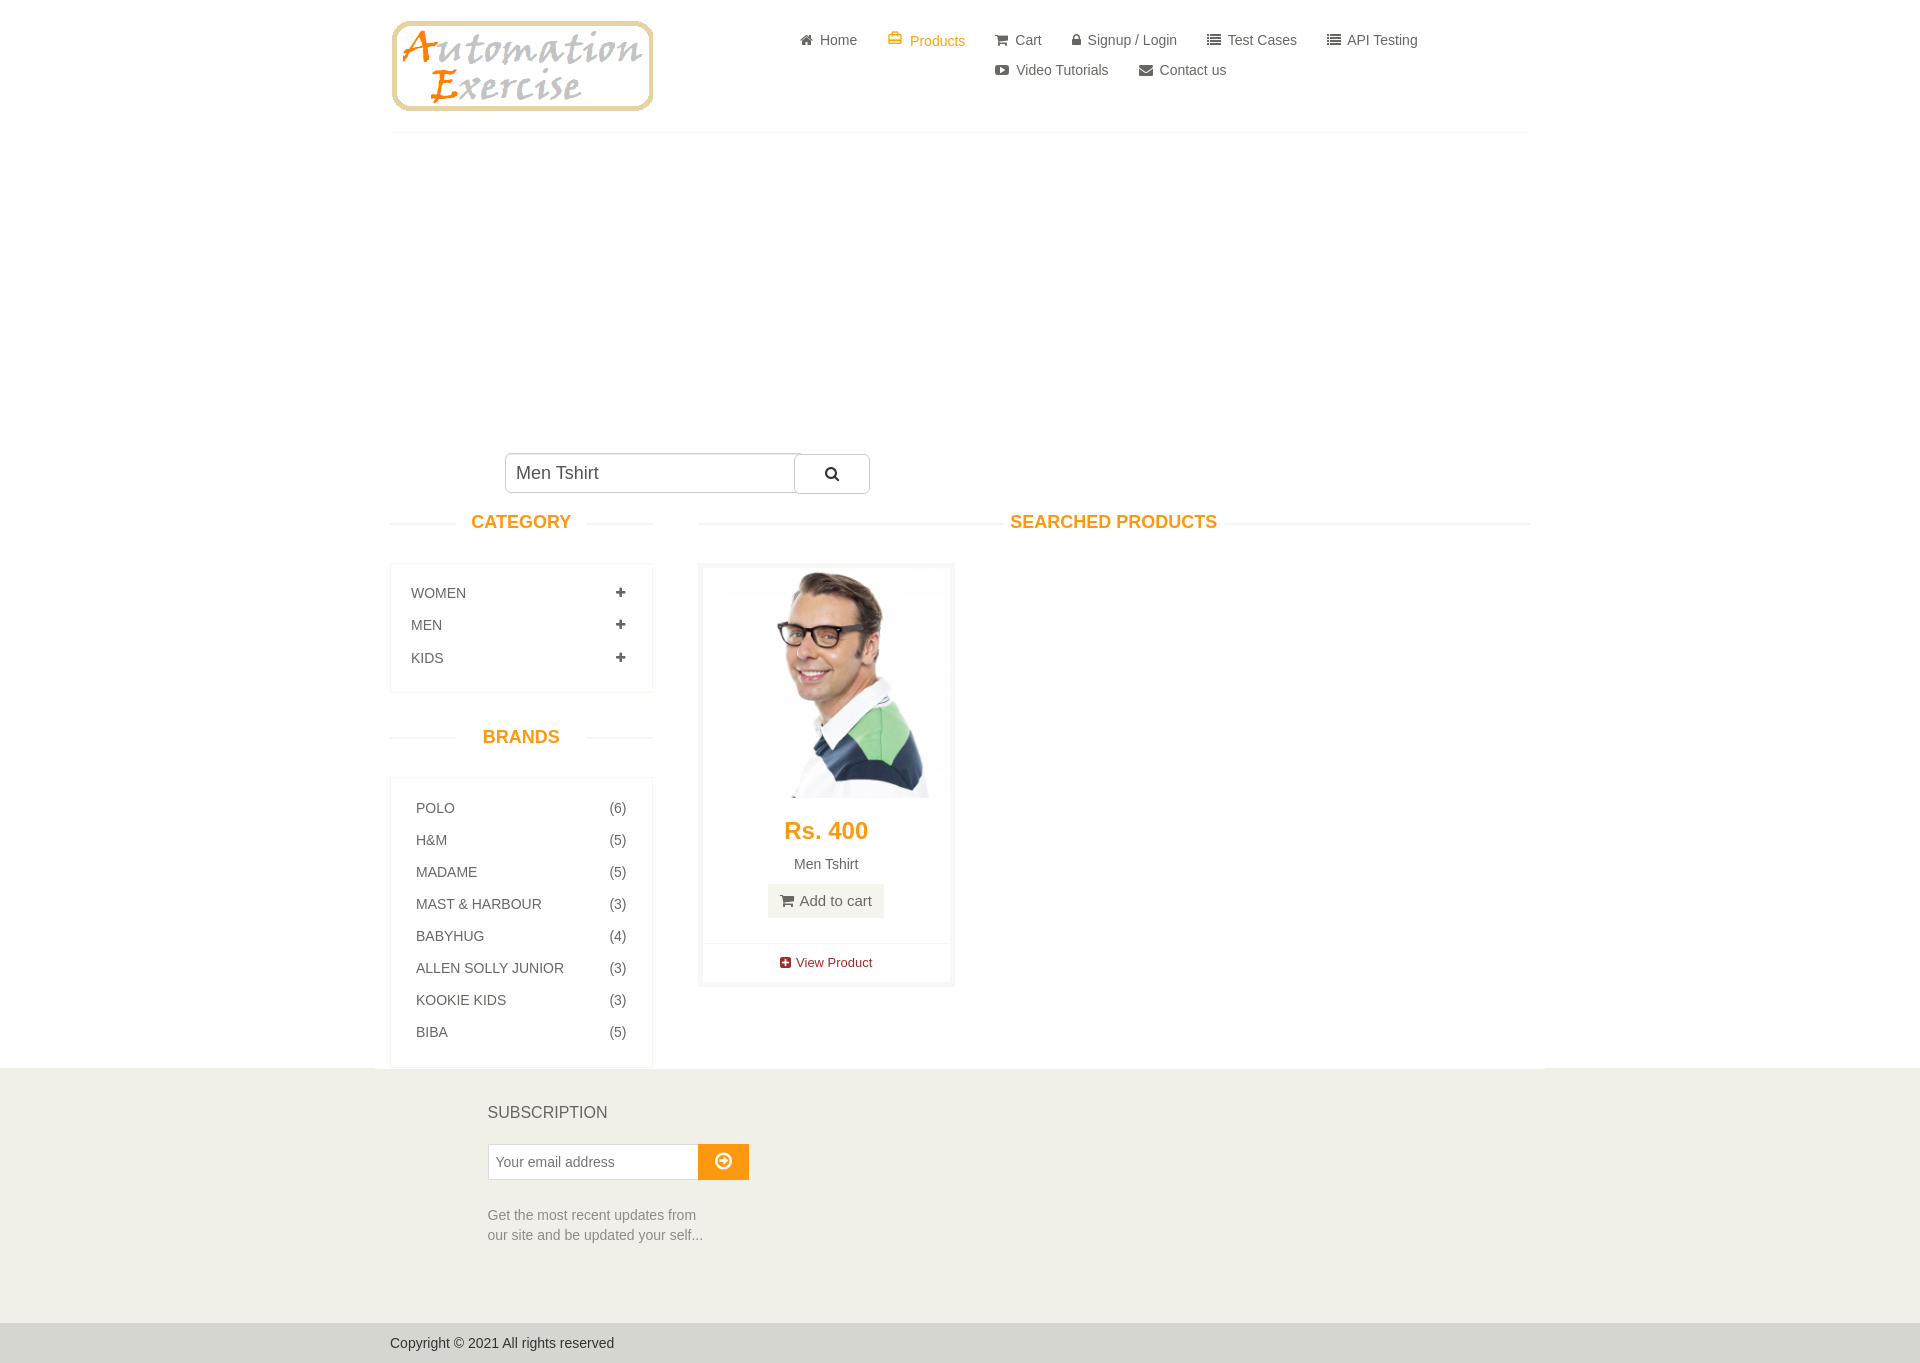 Automation
Exercise
Home
Products
Cart
Signup / Login
Test Cases
API Testing
Video Tutorials
Contact us
Men Tshirt
CATEGORY
WOMEN
MEN
KIDS
BRANDS
POLO (6)
H&M (5)
MADAME (5)
MAST & HARBOUR (3)
BABYHUG (4)
ALLEN SOLLY JUNIOR (3)
KOOKIE KIDS (3)
BIBA (5)
SEARCHED PRODUCTS
Rs. 400
Men Tshirt
Add to cart
View Product
SUBSCRIPTION
Your email address
Get the most recent updates from
our site and be updated your self...
Copyright © 2021 All rights reserved